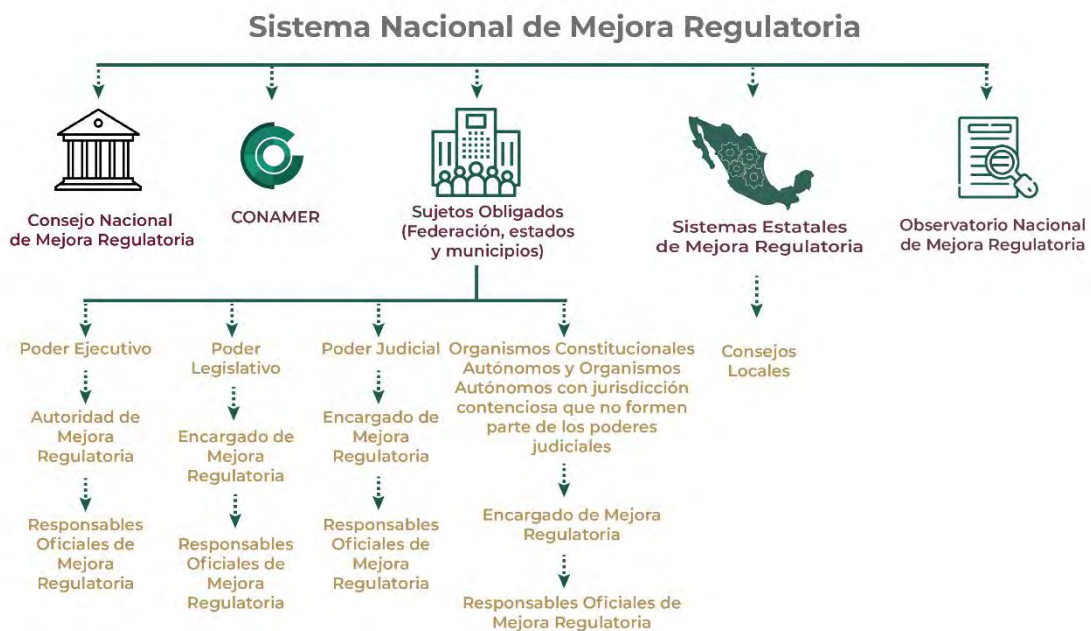 Sistema Nacional de Mejora Regulatoria
Consejo Nacional
de Mejora Regulatoria
CONAMER
Sujetos Obligados
(Federación, estados
y municipios)
Sistemas Estatales
de Mejora Regulatoria
Observatorio Nacional
de Mejora Regulatoria
Poder Ejecutivo
Autoridad de
Mejora
Regulatoria
Responsables
Oficiales de
Mejora
Regulatoria
Poder
Legislativo
Encargado de
Mejora
Regulatoria
Responsables
Oficiales de
Mejora
Regulatoria
Poder Judicial
Encargado de
Mejora
Regulatoria
Responsables
Oficiales de
Mejora
Regulatoria
Organismos Constitucionales
Autónomos y Organismos
Autónomos con jurisdicción
contenciosa que no formen
parte de los poderes
judiciales
Encargado de Mejora
Regulatoria
Responsables Oficiales de
Mejora Regulatoria
Consejos
Locales